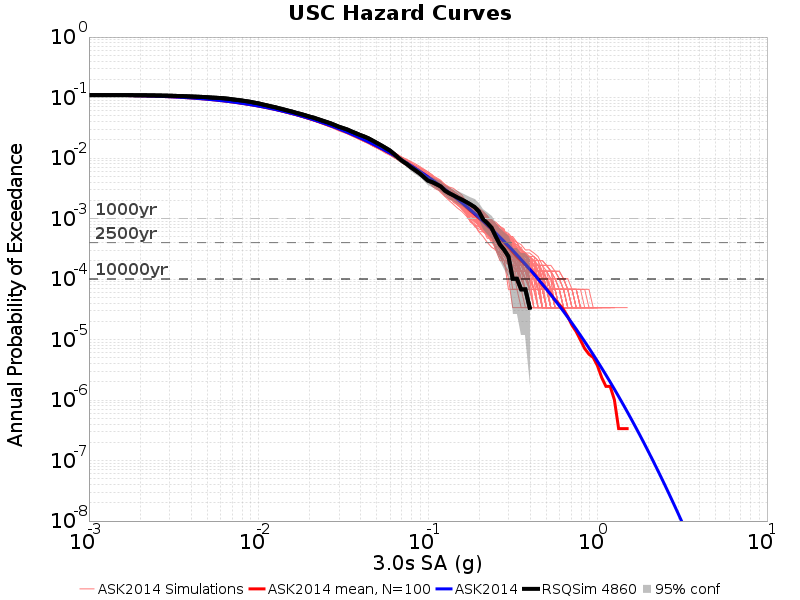 USC Hazard Curves
Annual Probability of Exceedance
10^0
10^-1
10^-2
10^-3
10^-4
10^-5
10^-6
10^-7
10^-8
1000yr
2500yr
10000yr
10^-3
10^-2
10^-1
10^0
10^1
3.0s SA (g)
ASK2014 Simulations
ASK2014 mean, N=100
ASK2014
RSQSim 4860
95% conf